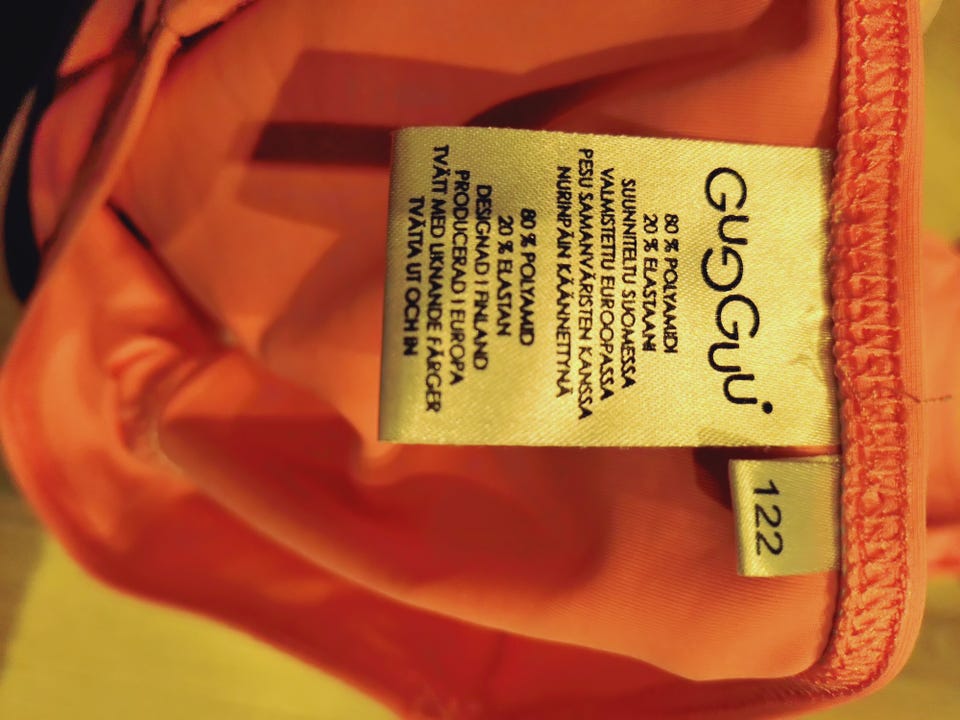 GUGGUU
80 % POLYAMIDI
20 % ELASTAANI
SUUNNITELTU SUOMESSA
VALMISTETTU EUROOPASSA
PESU SAMANVÄRISTEN KANSSA
NURINPÄIN KÄÄNNETTYNÄ
80 % POLYAMID
20 % ELASTAN
DESIGNAD I FINLAND
PRODUCERAD I EUROPA
TVÄTT MED LIKNANDE FÄRGER
TVÄTTA UT OCH IN
122